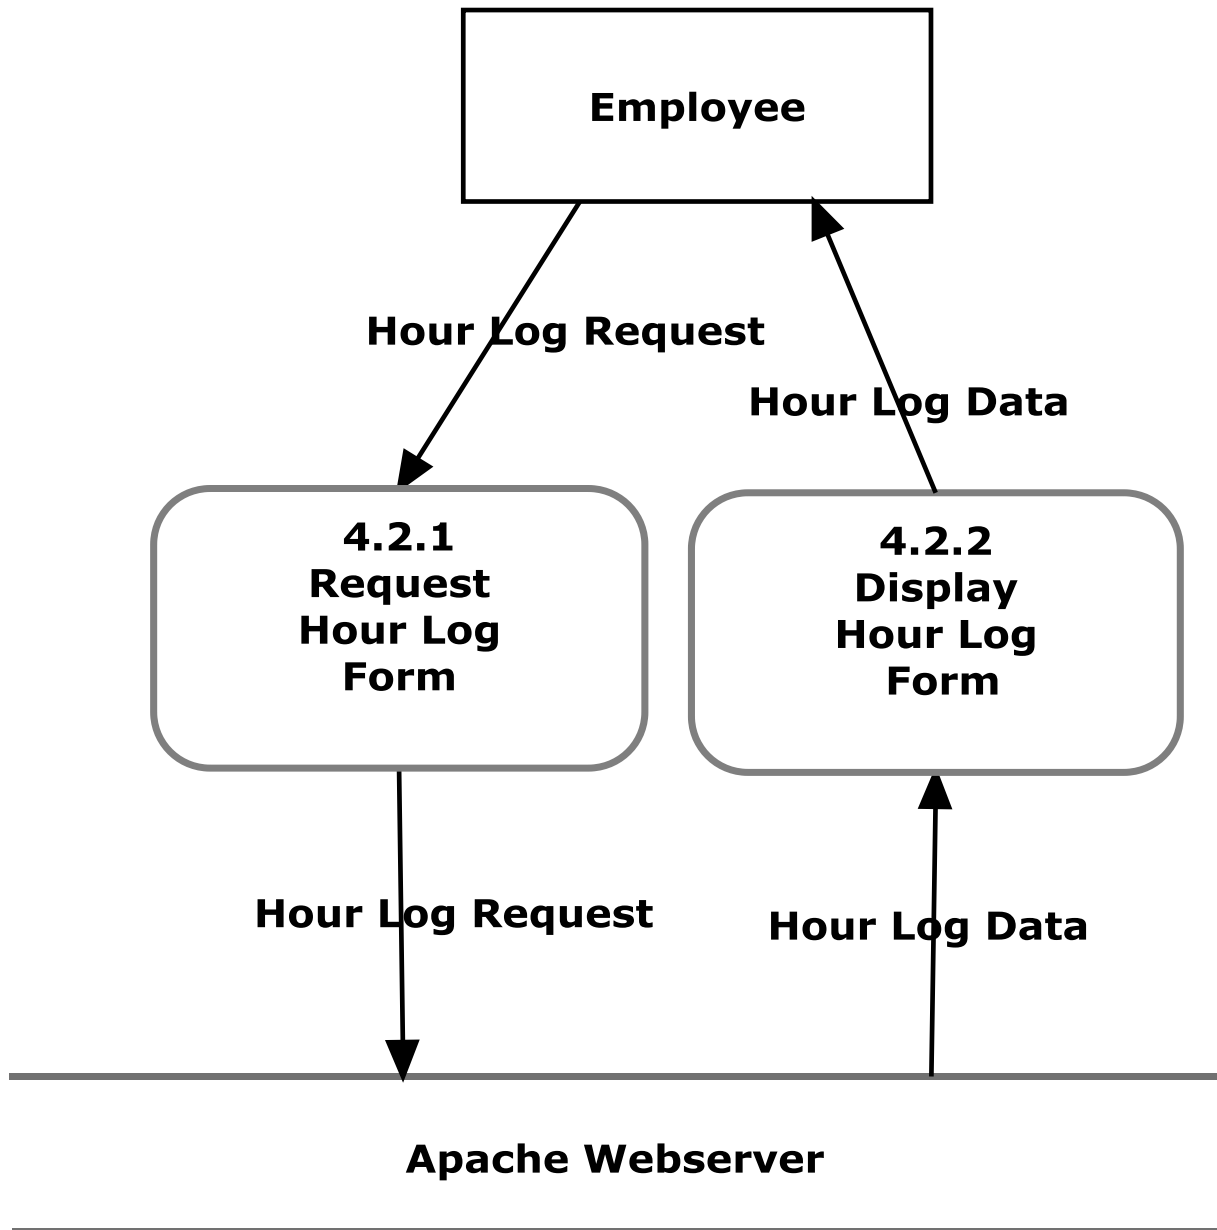 Employee
Hour Log Request
Hour Log Data
4.2.1
Request
Hour Log
Form
4.2.2
Display
Hour Log
Form
Hour Log Request
Hour Log Data
Apache Webserver